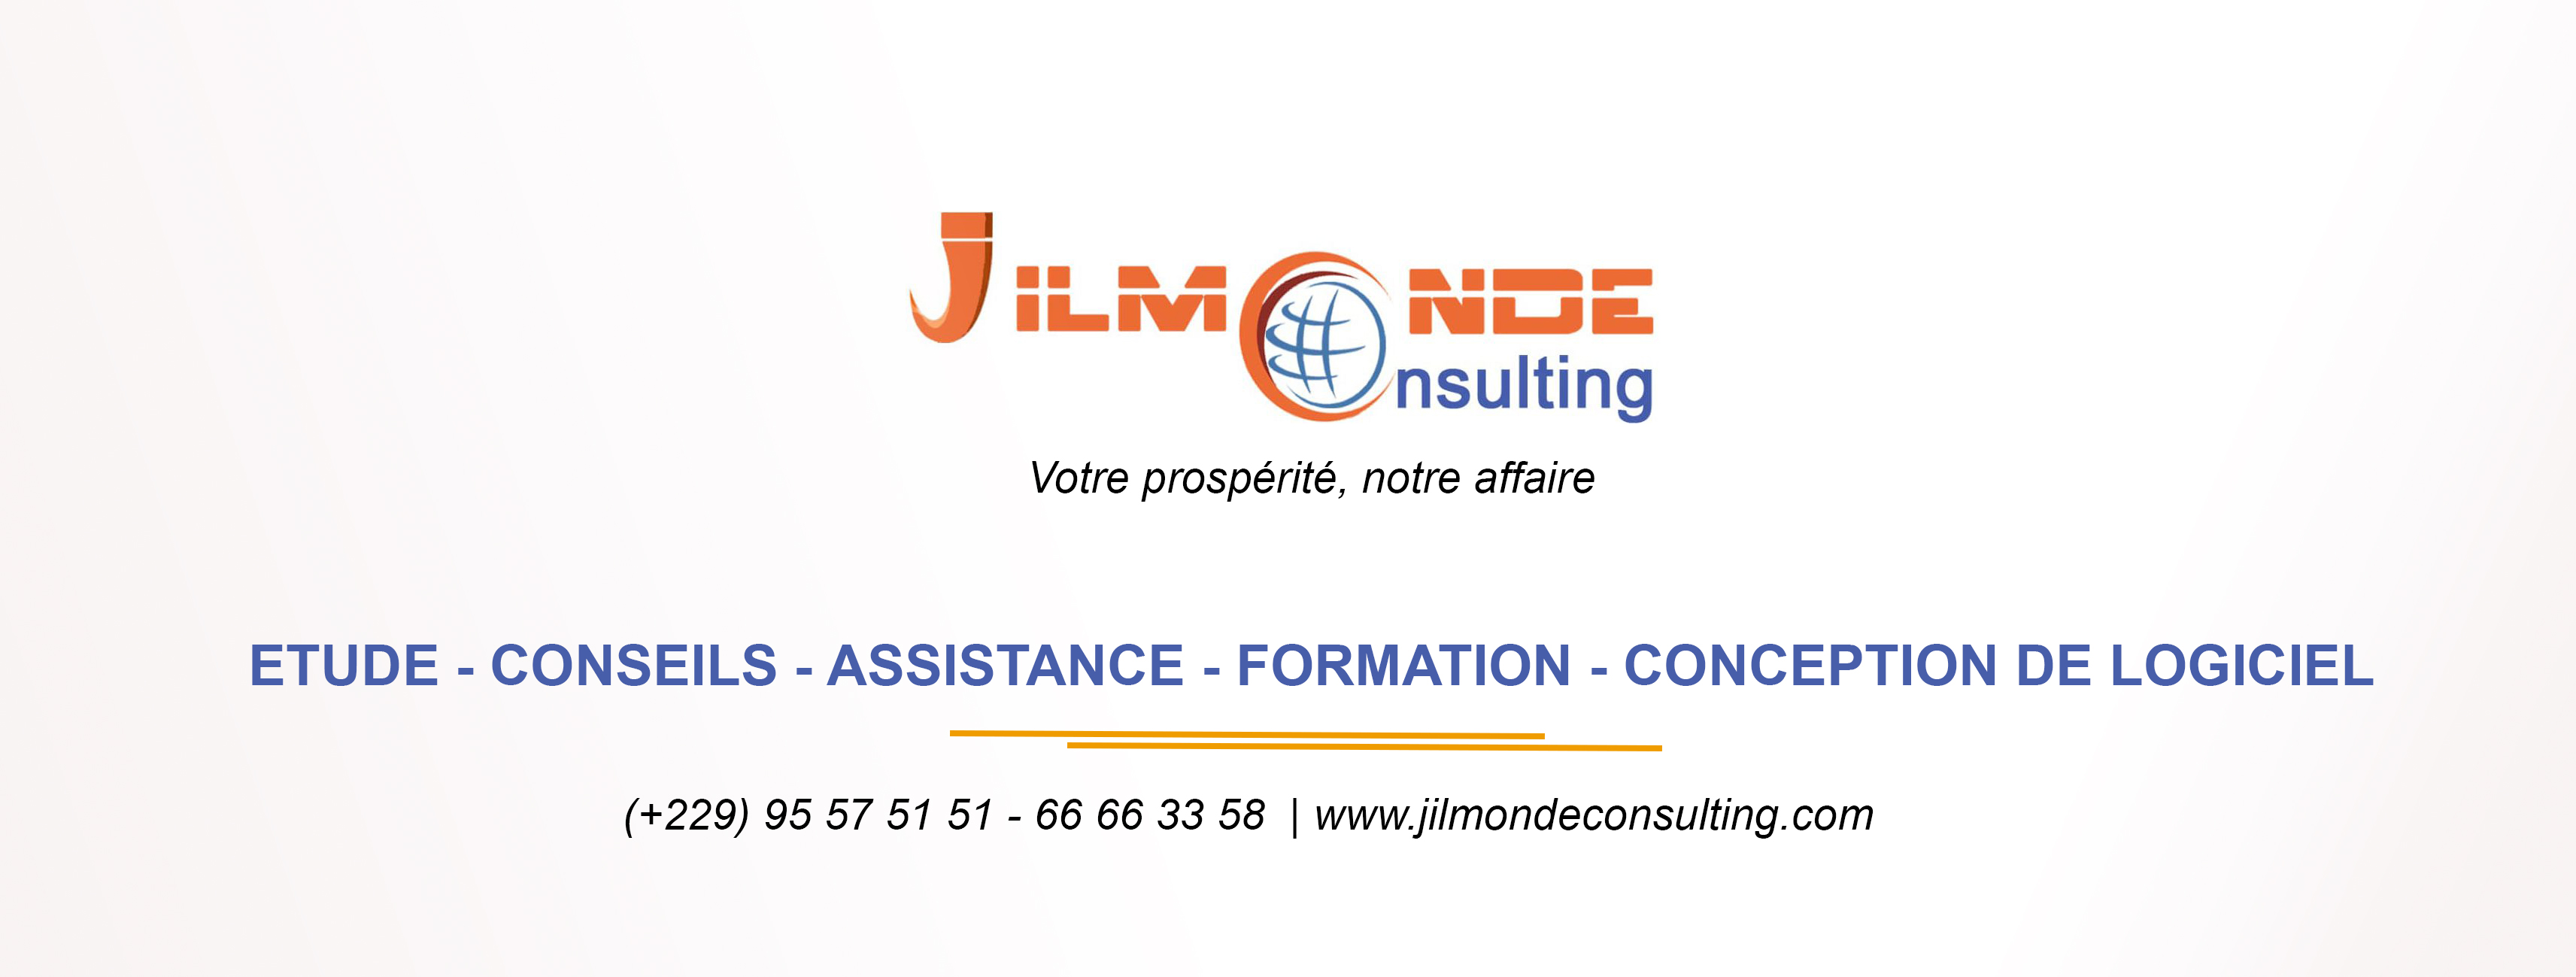 JiLMONDE
Consulting
Votre prospérité, notre affaire
ETUDE - CONSEILS - ASSISTANCE - FORMATION - CONCEPTION DE LOGICIEL
(+229) 95 57 51 51 - 66 66 33 58 | www.jilmondeconsulting.com